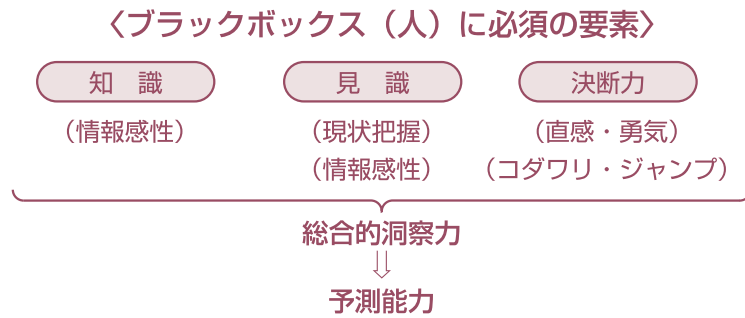 〈ブラックボックス（人）に必須の要素〉
知　識　見　識　決断力
（情報感性）　（現状把握）　（直感・勇気）
（情報感性）　（コダワリ・ジャンプ）
総合的洞察力
⇩
予測能力